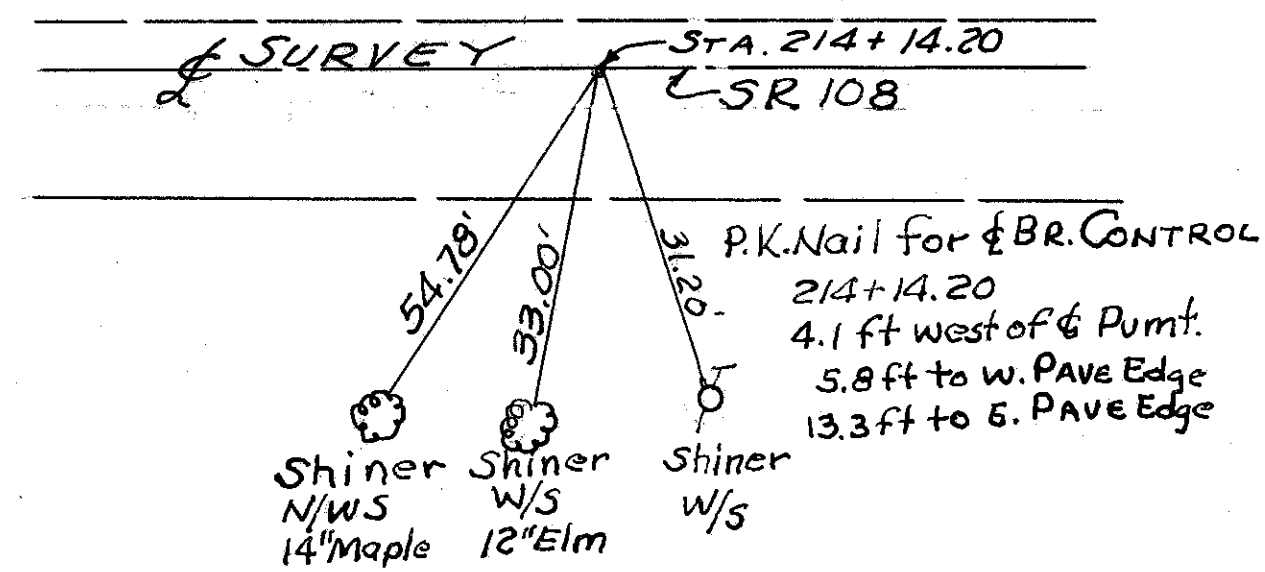 ℄ SURVEY
STA. 214+14.20
SR 108
54.78'
33.00'
31.20'
P.K. Nail for ℄ BR. CONTROL
214+14.20
4.1 ft west of ℄ Pvmt.
5.8 ft to W. PAVE Edge
13.3 ft to E. PAVE Edge
Shiner
N/WS
14" Maple
Shiner
W/S
12" Elm
Shiner
W/S